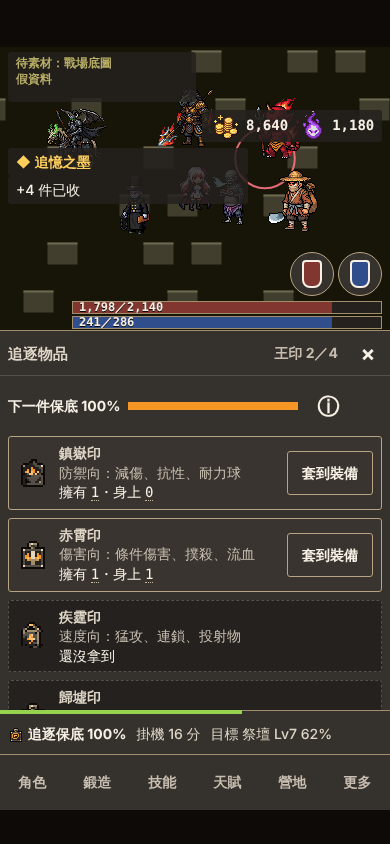 待素材：戰場底圖
假資料
8,640
1,180
◆ 追憶之墨
+4 件已收
1,798／2,140
241／286
追逐物品
王印 2／4
×
下一件保底 100%
鎮嶽印
防禦向：減傷、抗性、耐力球
擁有 1・身上 0
套到裝備
赤霄印
傷害向：條件傷害、撲殺、流血
擁有 1・身上 1
套到裝備
疾霆印
速度向：猛攻、連鎖、投射物
還沒拿到
歸墟印
追逐保底 100% 掛機 16 分 目標 祭壇 Lv7 62%
角色 鍛造 技能 天賦 營地 更多